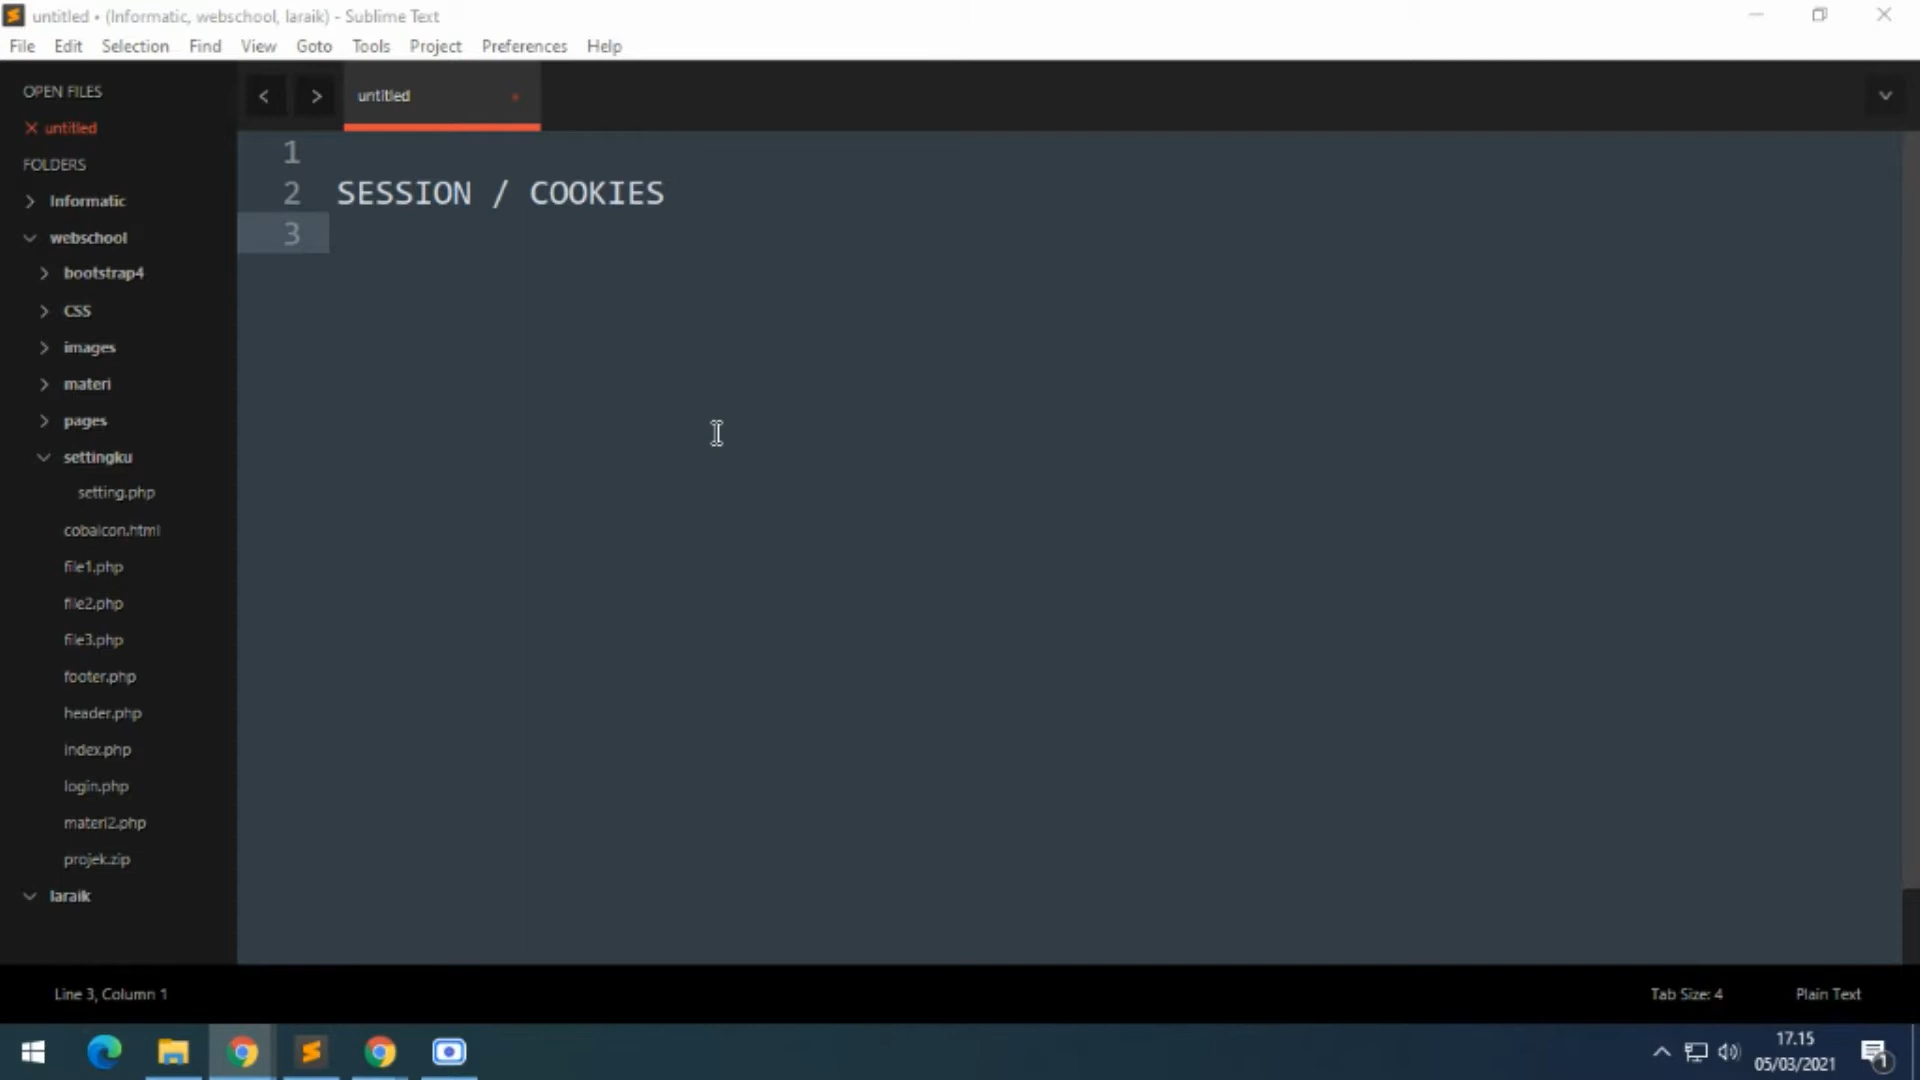 untitled • (Informatic, webschool, laraik) - Sublime Text
File Edit Selection Find View Goto Tools Project Preferences Help
OPEN FILES
untitled
untitled
FOLDERS
Informatic
webschool
bootstrap4
CSS
images
materi
pages
settingku
setting.php
cobaicon.html
file1.php
file2.php
file3.php
footer.php
header.php
index.php
login.php
materi2.php
projek.zip
laraik
1
2 SESSION / COOKIES
3
Line 3, Column 1
Tab Size: 4
Plain Text
17.15
05/03/2021
1